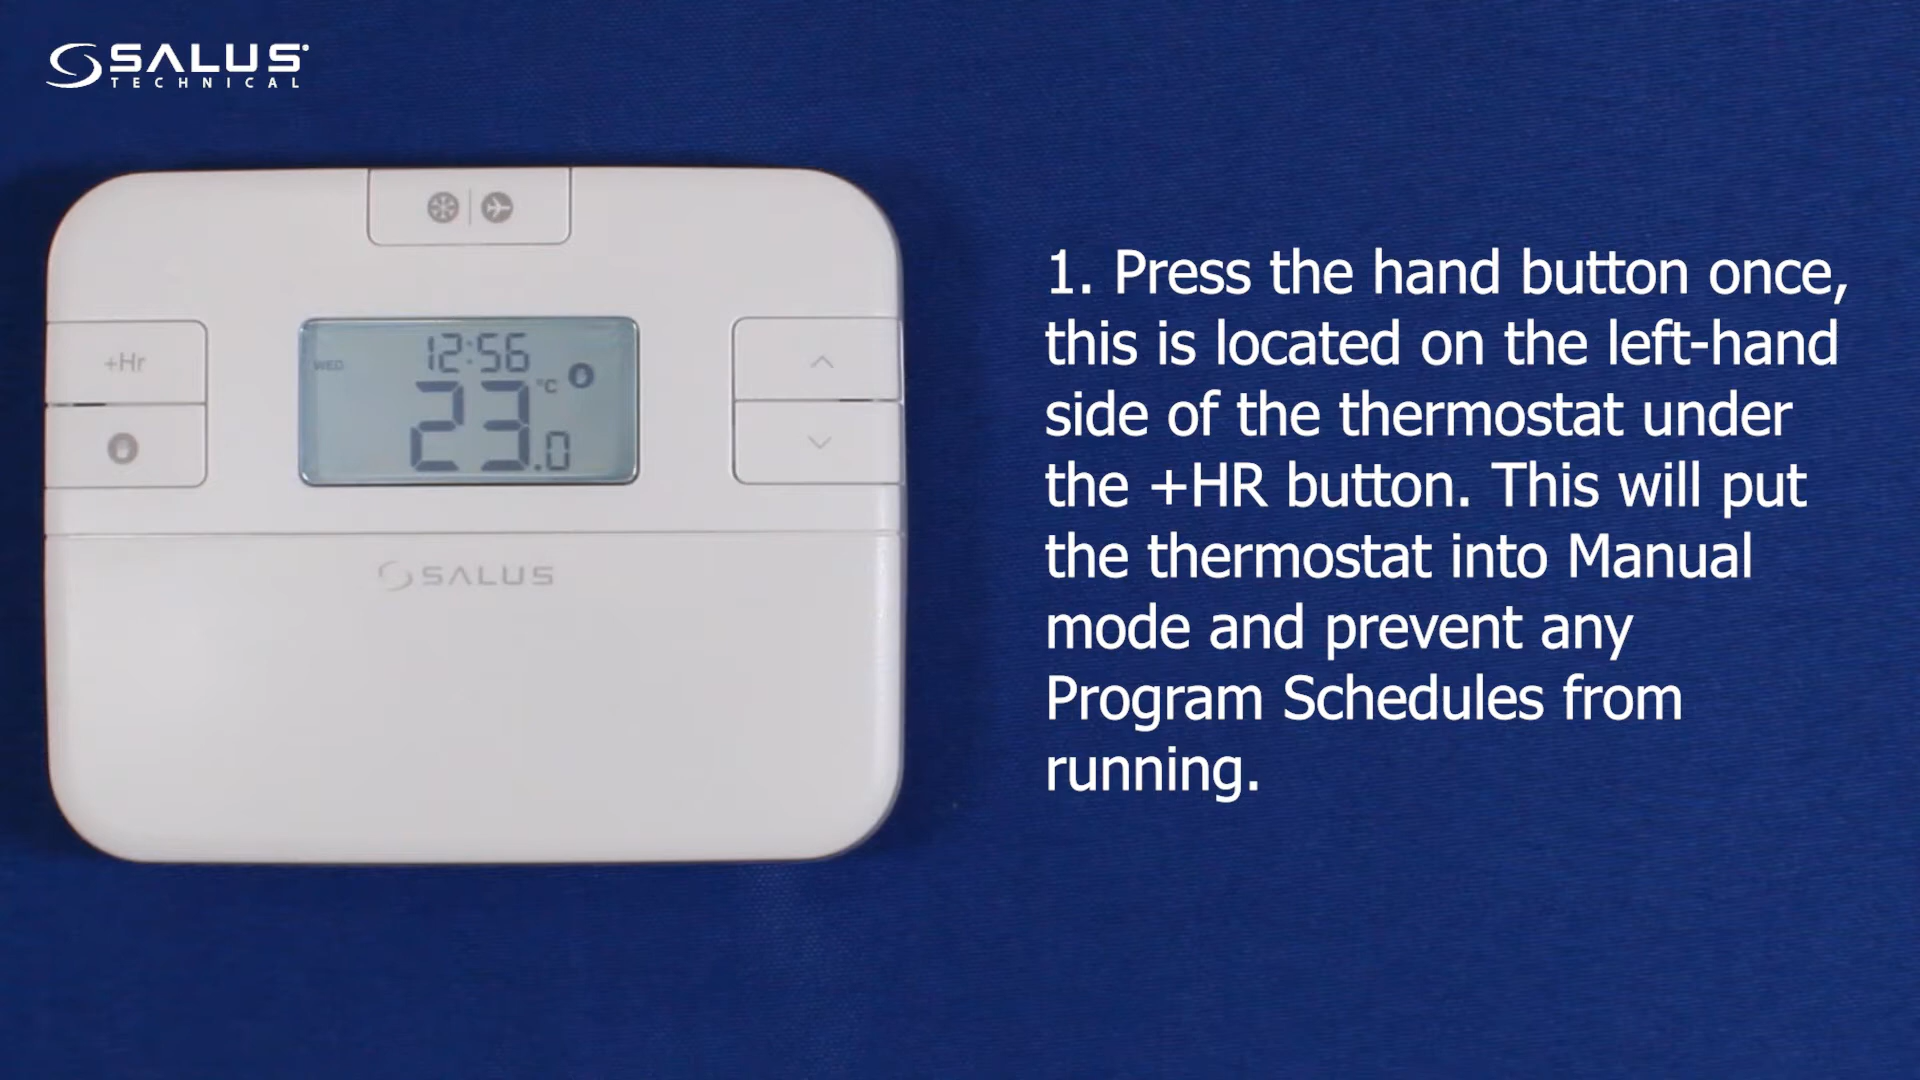 SALUS
TECHNICAL
+Hr
WED
12:56
23.0
°C
SALUS
1. Press the hand button once,
this is located on the left-hand
side of the thermostat under
the +HR button. This will put
the thermostat into Manual
mode and prevent any
Program Schedules from
running.